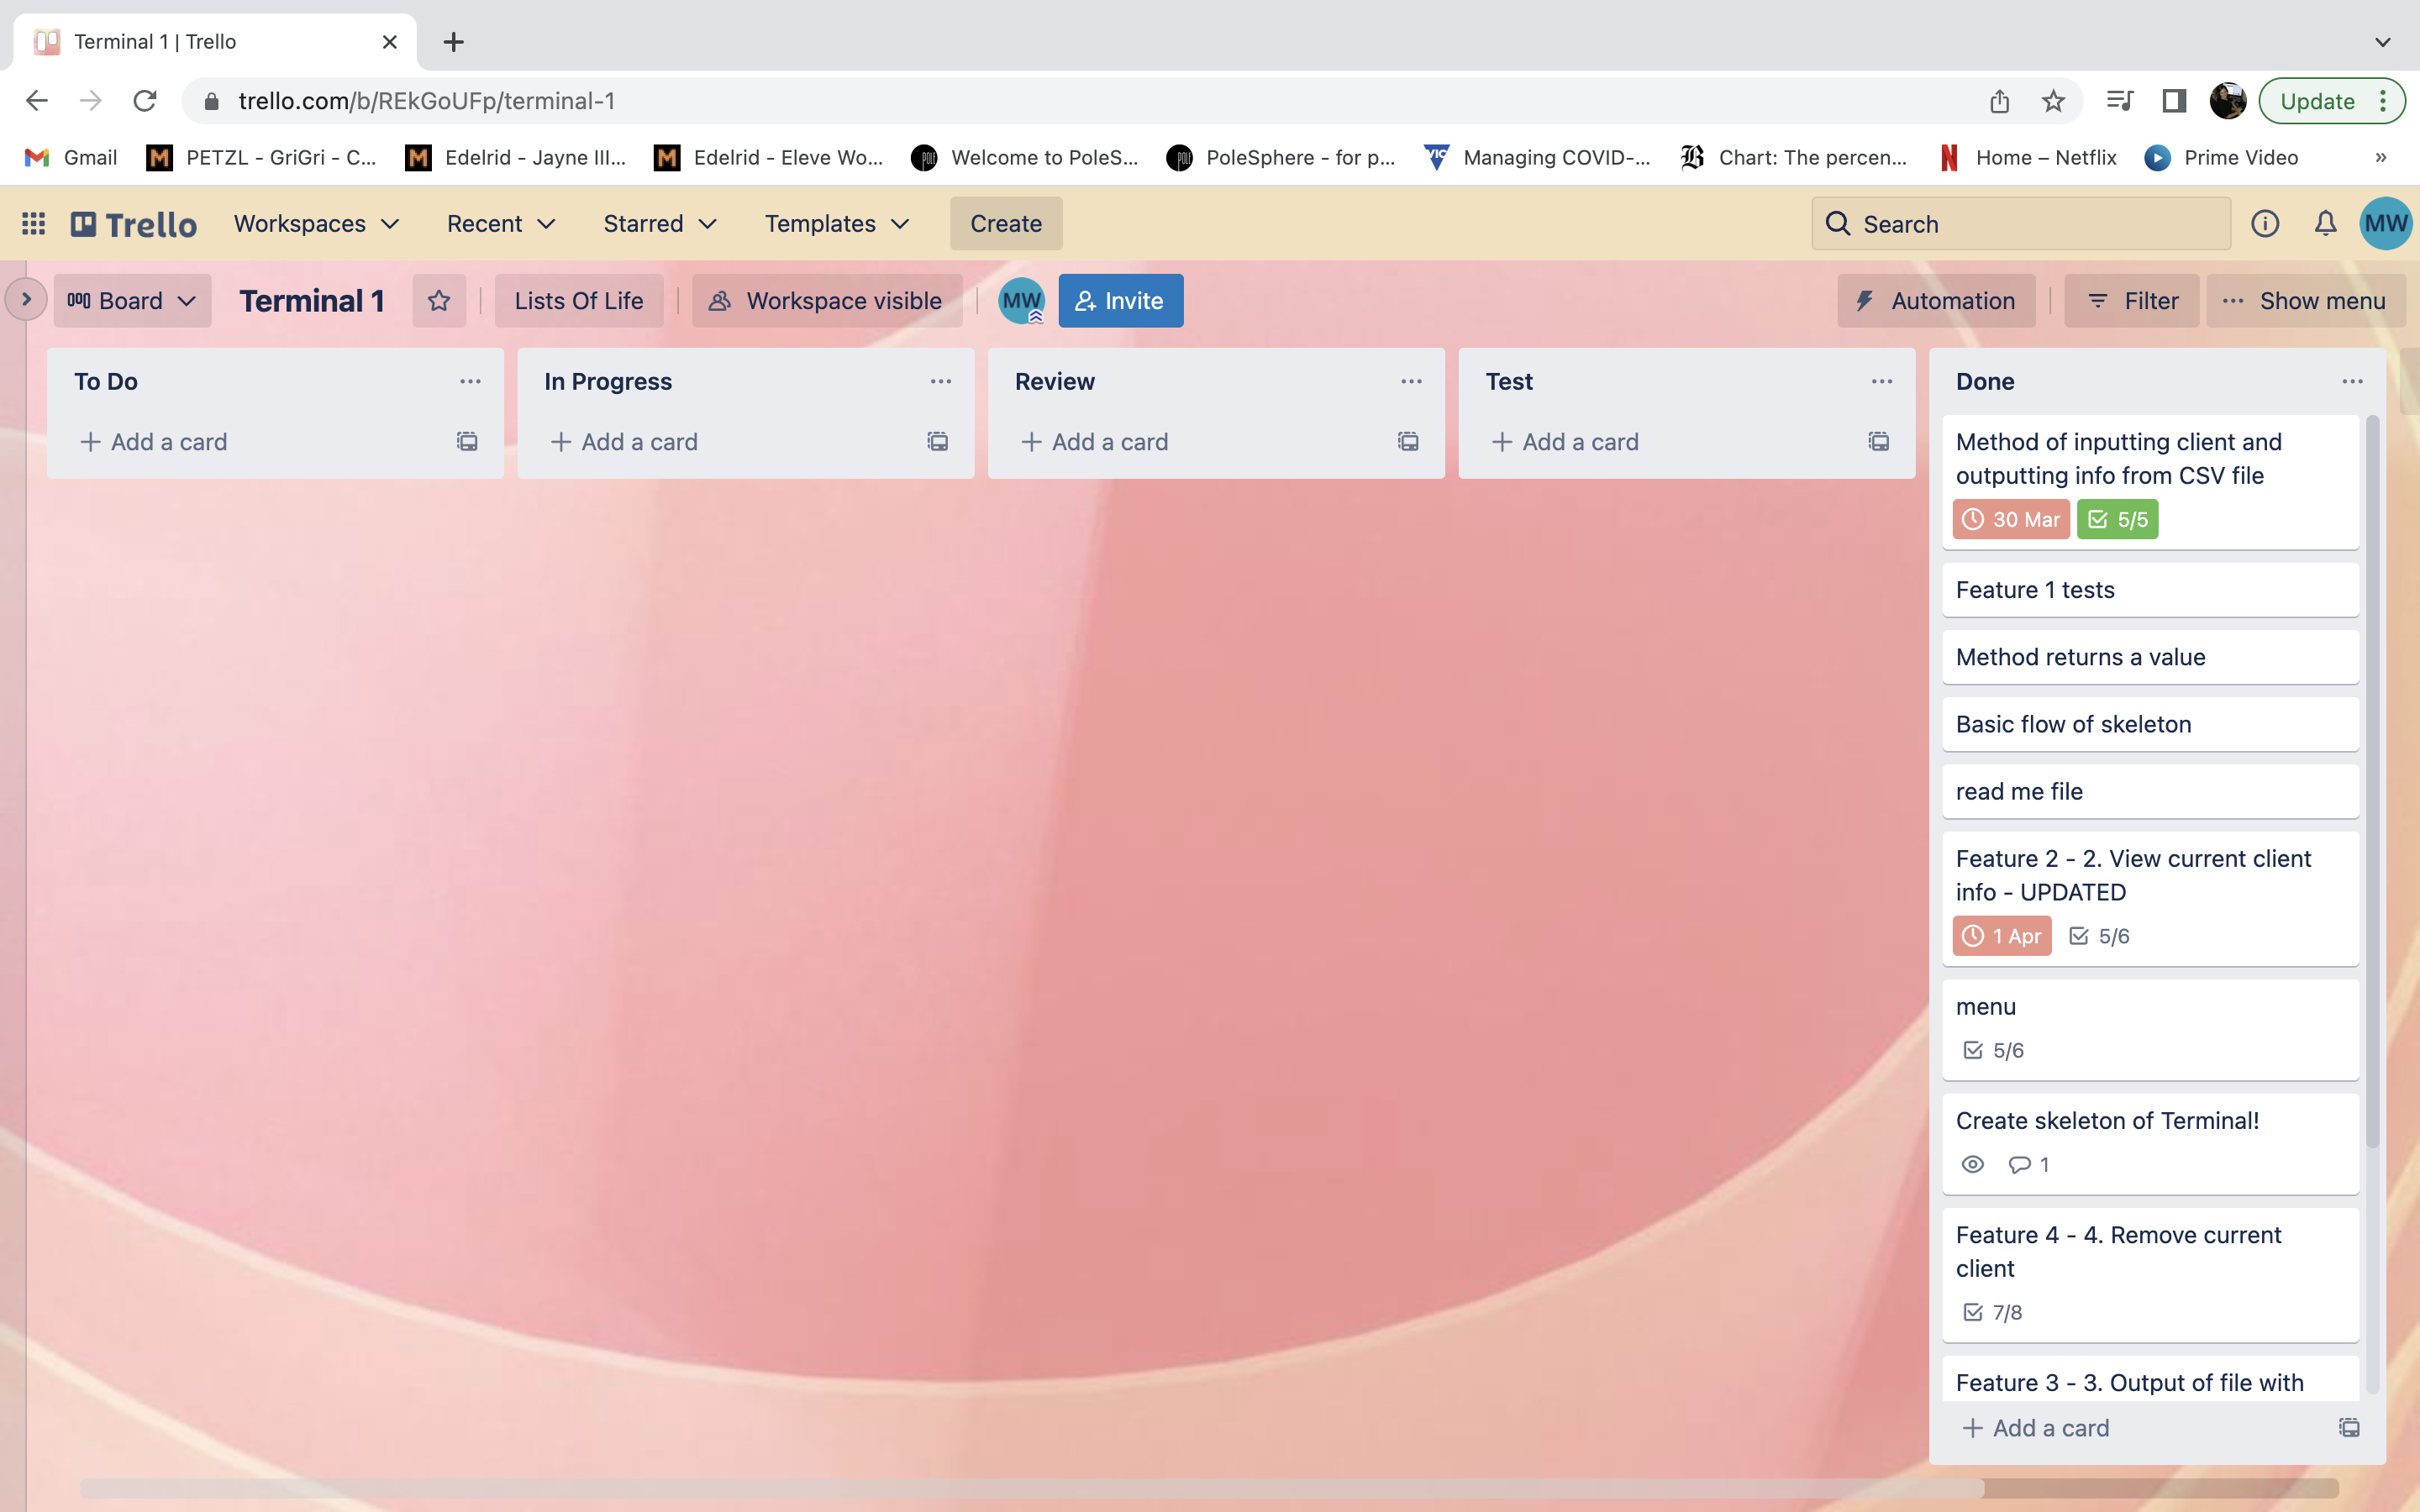 Terminal 1 | Trello
trello.com/b/REkGoUFp/terminal-1
Update
Gmail
PETZL - GriGri - C...
Edelrid - Jayne III...
Edelrid - Eleve Wo...
Welcome to PoleS...
PoleSphere - for p...
Managing COVID-...
Chart: The percen...
Home – Netflix
Prime Video
»
Trello
Workspaces
Recent
Starred
Templates
Create
Search
MW
Board
Terminal 1
Lists Of Life
Workspace visible
MW
Invite
Automation
Filter
Show menu
To Do
Add a card
In Progress
Add a card
Review
Add a card
Test
Add a card
Done
Method of inputting client and
outputting info from CSV file
30 Mar
5/5
Feature 1 tests
Method returns a value
Basic flow of skeleton
read me file
Feature 2 - 2. View current client
info - UPDATED
1 Apr
5/6
menu
5/6
Create skeleton of Terminal!
1
Feature 4 - 4. Remove current
client
7/8
Feature 3 - 3. Output of file with
Add a card